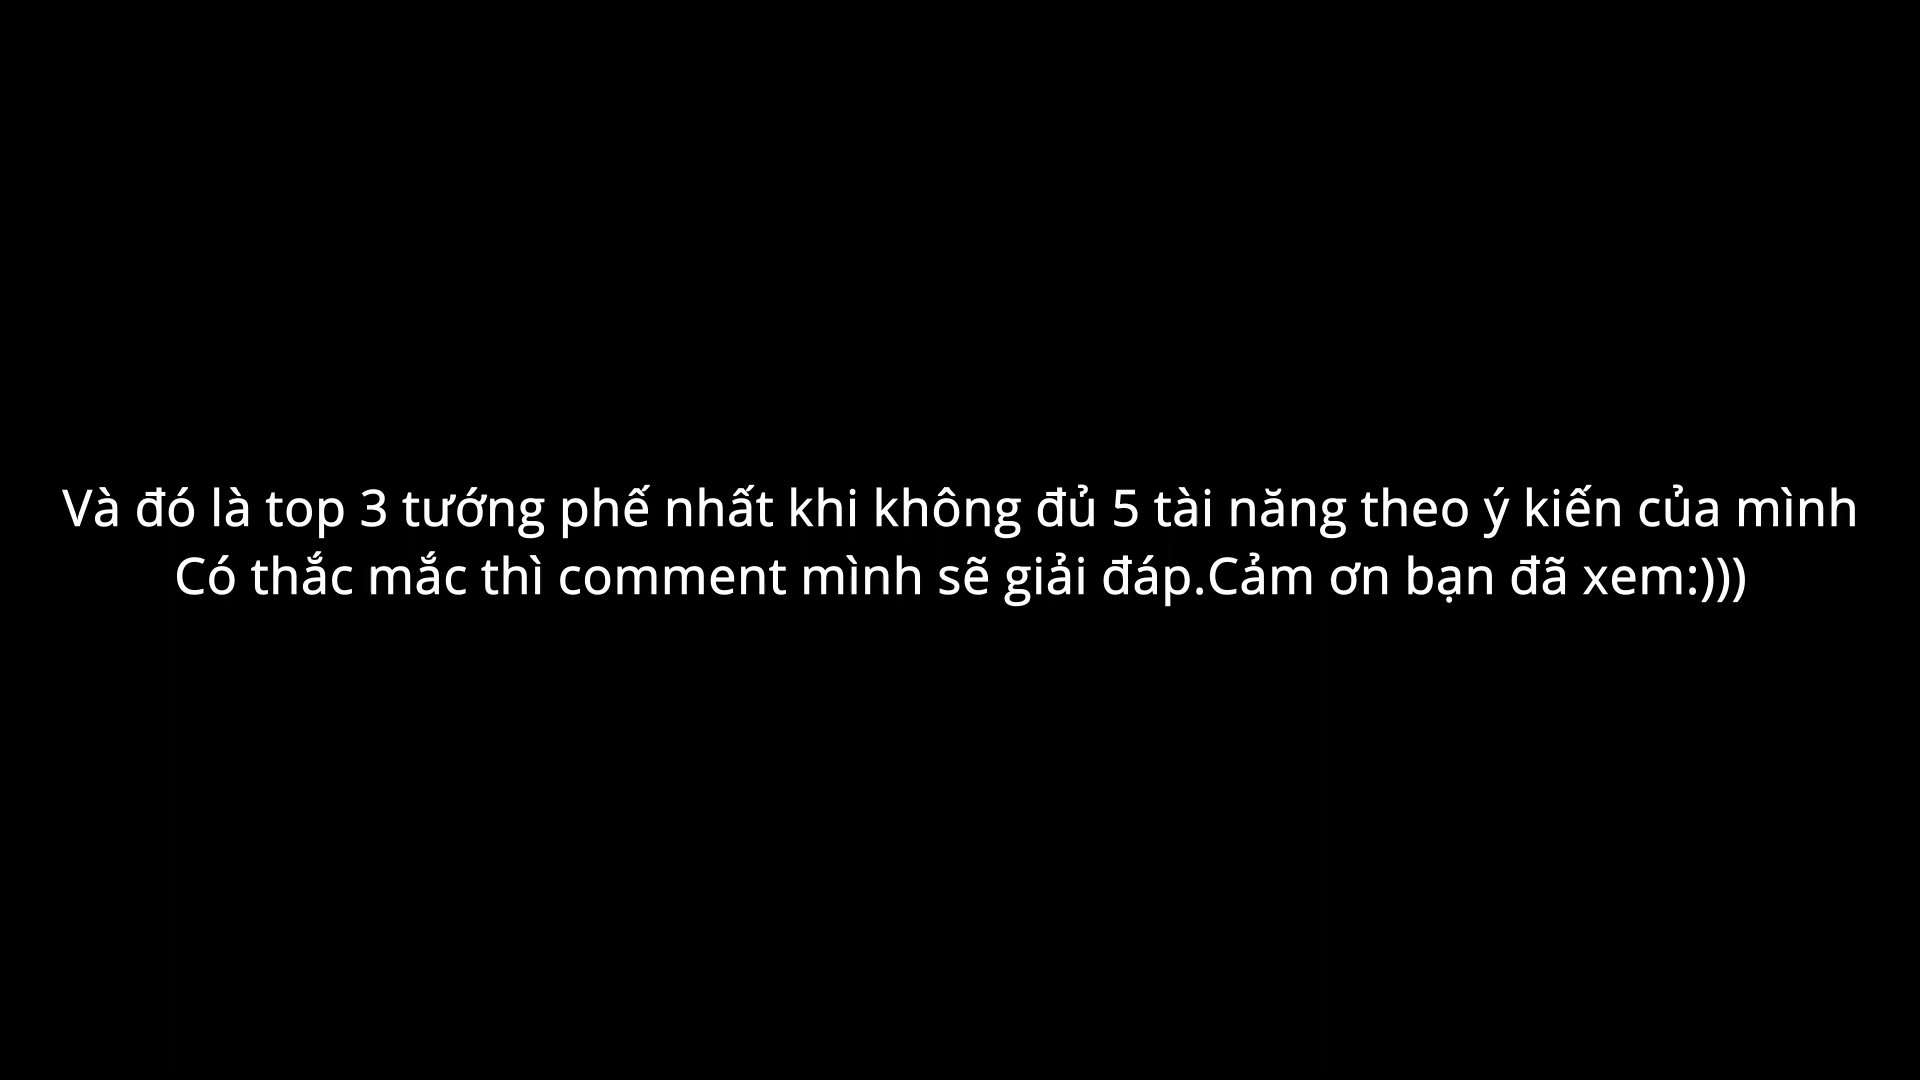 Và đó là top 3 tướng phế nhất khi không đủ 5 tài năng theo ý kiến của mình
Có thắc mắc thì comment mình sẽ giải đáp.Cảm ơn bạn đã xem:)))